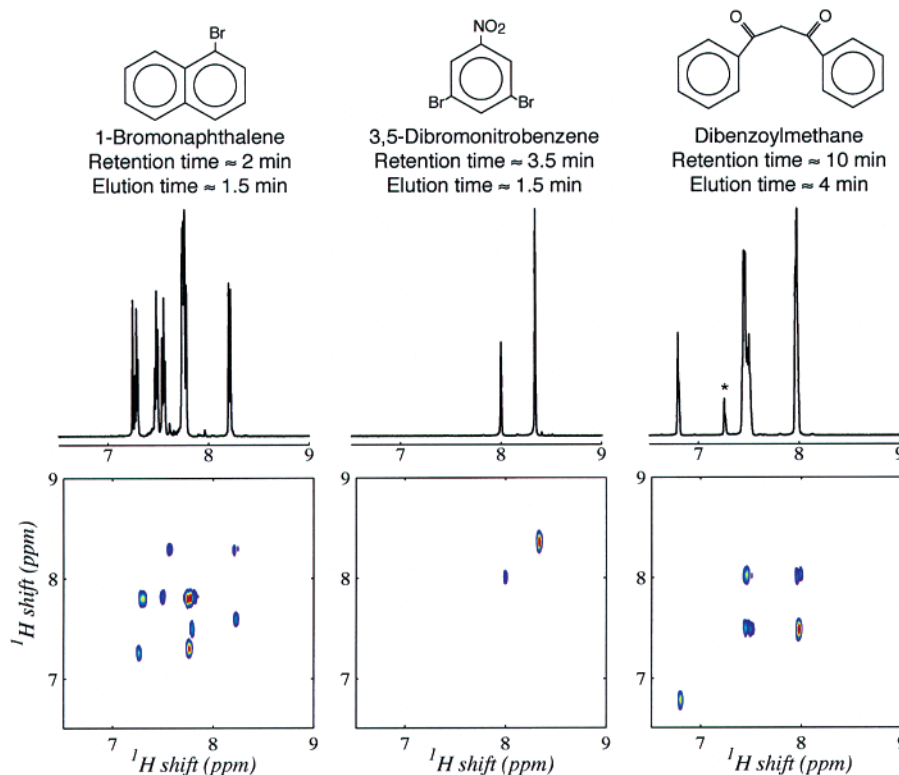 Br
1-Bromonaphthalene
Retention time ≈ 2 min
Elution time ≈ 1.5 min
NO2
Br Br
3,5-Dibromonitrobenzene
Retention time ≈ 3.5 min
Elution time ≈ 1.5 min
O O
Dibenzoylmethane
Retention time ≈ 10 min
Elution time ≈ 4 min
*
7 8 9
7 8 9
7 8 9
9
8
7
1H shift (ppm)
7 8 9
1H shift (ppm)
9
8
7
7 8 9
1H shift (ppm)
9
8
7
7 8 9
1H shift (ppm)